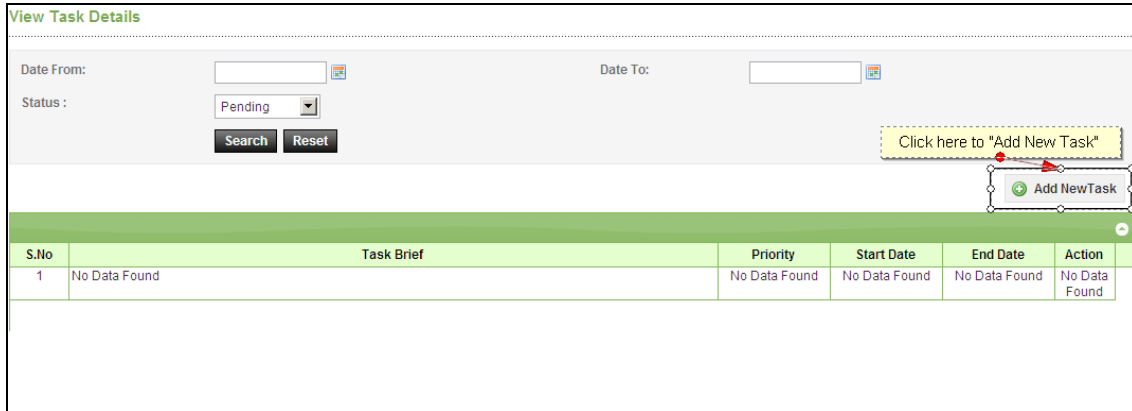 View Task Details
Date From: Date To:
Status : Pending
Search Reset
Click here to "Add New Task"
Add NewTask
S.No Task Brief Priority Start Date End Date Action
1 No Data Found No Data Found No Data Found No Data Found No Data
Found